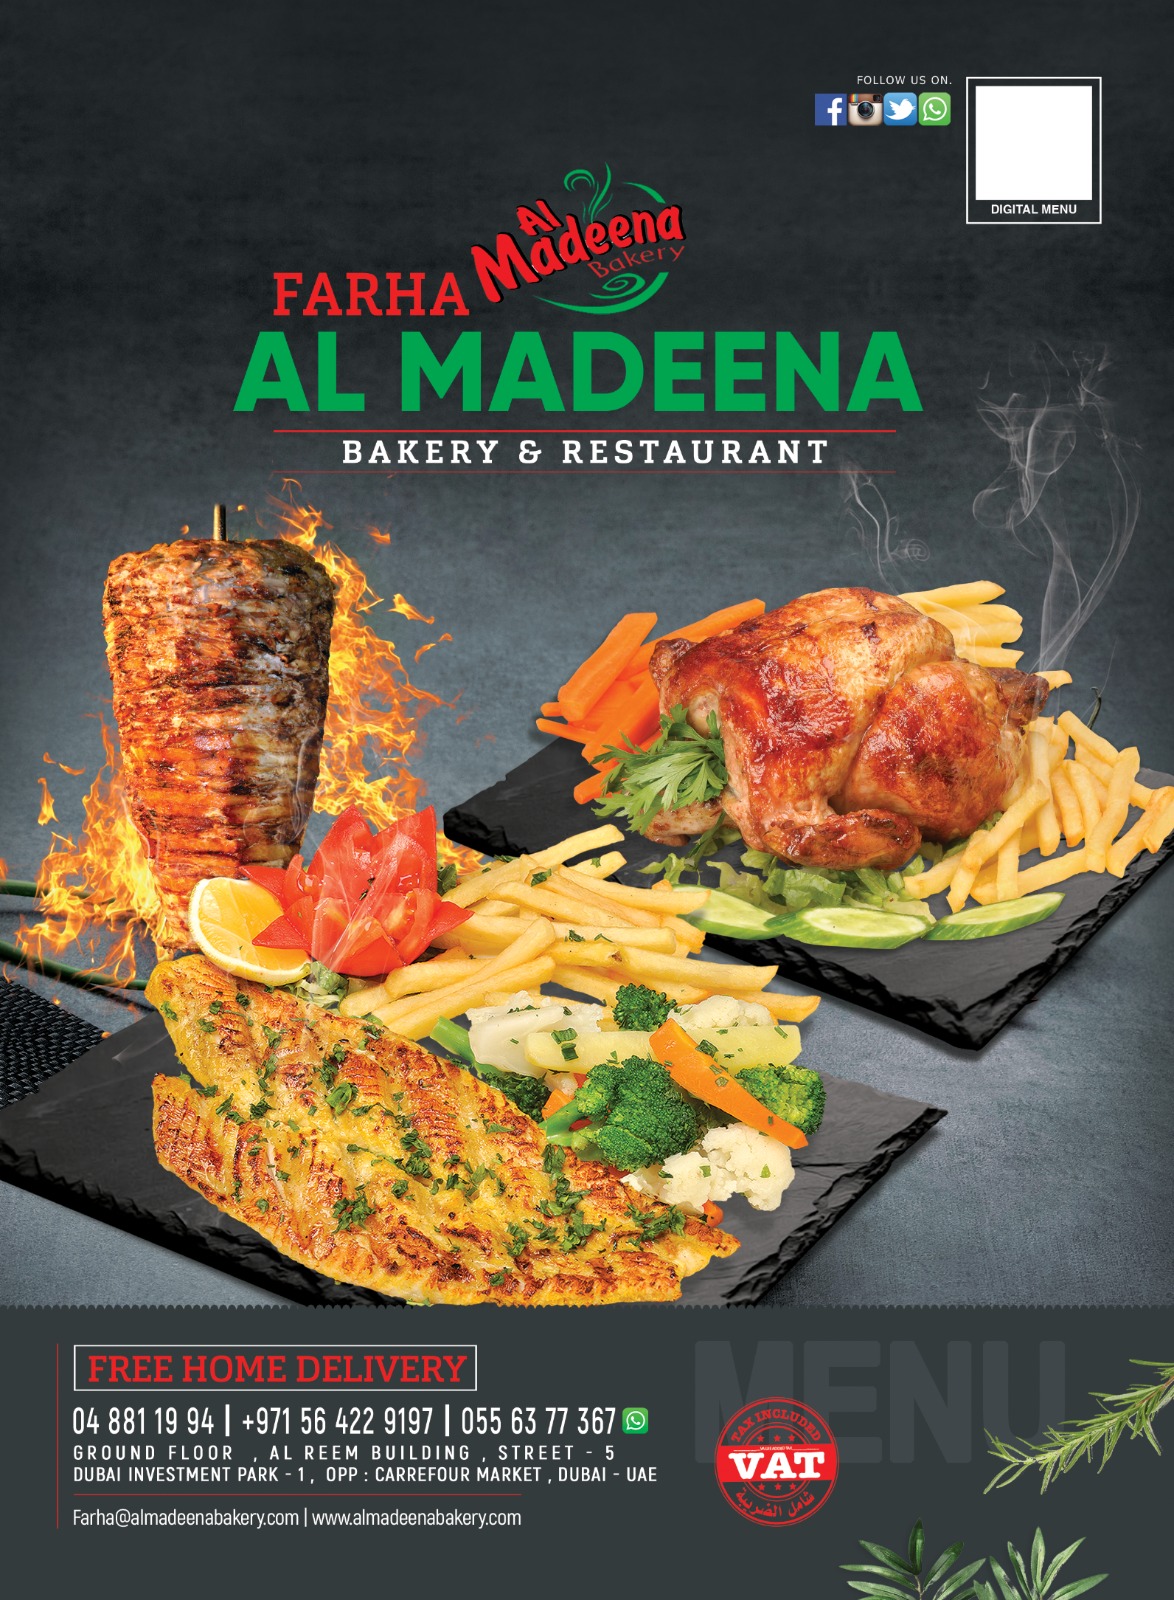 FOLLOW US ON.
DIGITAL MENU
Al
Madeena
Bakery
FARHA
AL MADEENA
BAKERY & RESTAURANT
FREE HOME DELIVERY
04 881 19 94 | +971 56 422 9197 | 055 63 77 367
GROUND FLOOR , AL REEM BUILDING , STREET - 5
DUBAI INVESTMENT PARK - 1 , OPP : CARREFOUR MARKET , DUBAI - UAE
Farha@almadeenabakery.com | www.almadeenabakery.com
MENU
TAX INCLUDED
VAT
شامل الضريبة